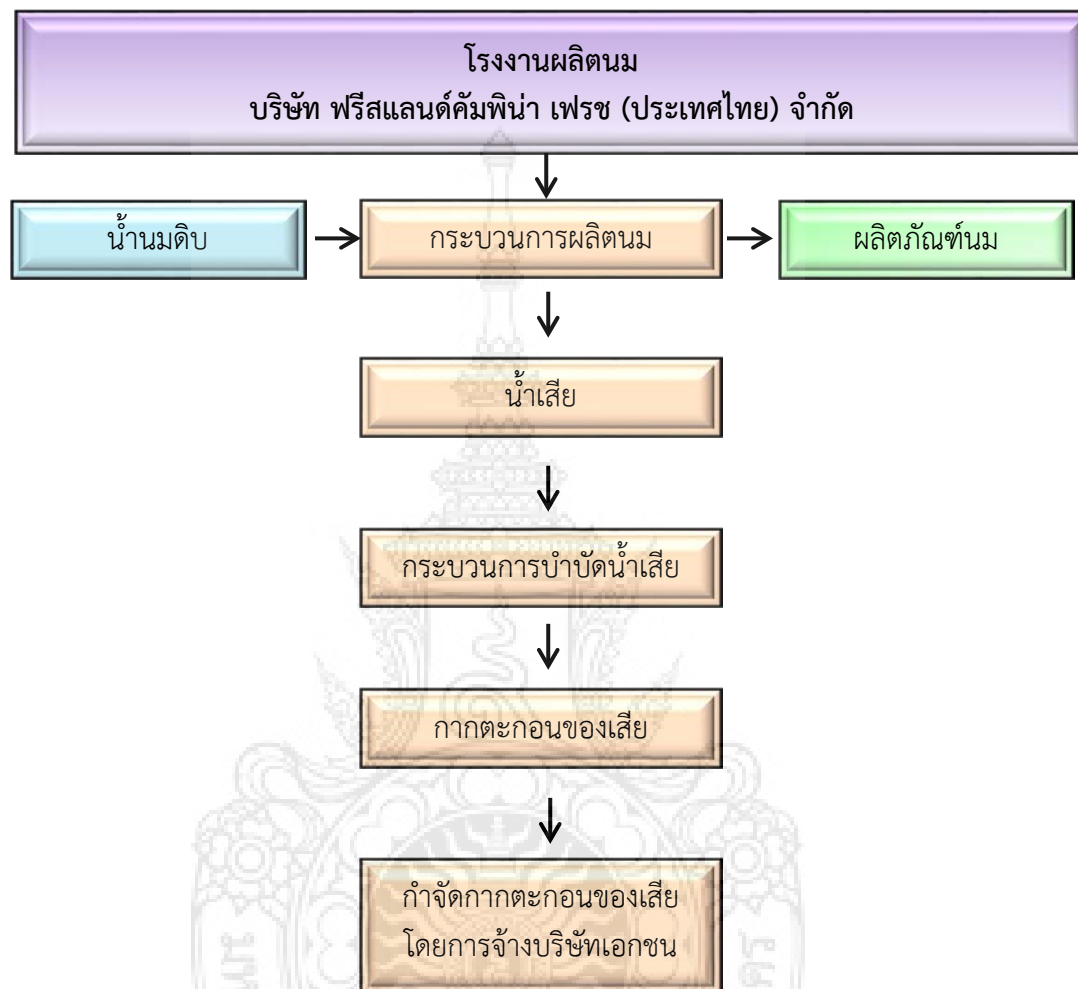 โรงงานผลิตนม
บริษัท ฟรีสแลนด์คัมพิน่า เฟรช (ประเทศไทย) จำกัด
น้ำนมดิบ
กระบวนการผลิตนม
ผลิตภัณฑ์นม
น้ำเสีย
กระบวนการบำบัดน้ำเสีย
กากตะกอนของเสีย
กำจัดกากตะกอนของเสีย
โดยการจ้างบริษัทเอกชน